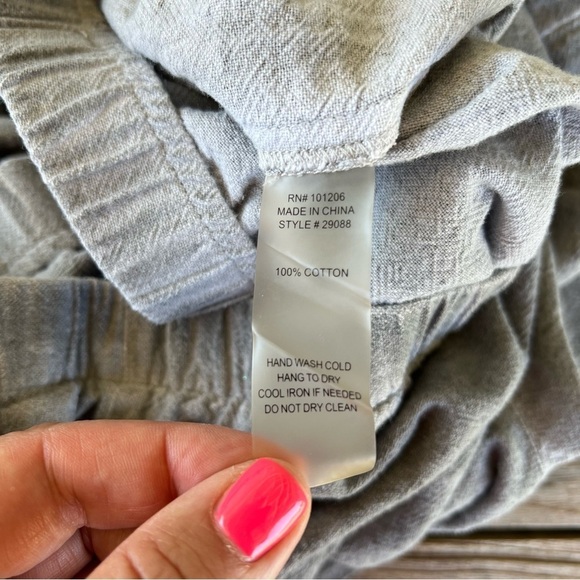 RN# 101206
MADE IN CHINA
STYLE # 29088
100% COTTON
HAND WASH COLD
HANG TO DRY
COOL IRON IF NEEDED
DO NOT DRY CLEAN